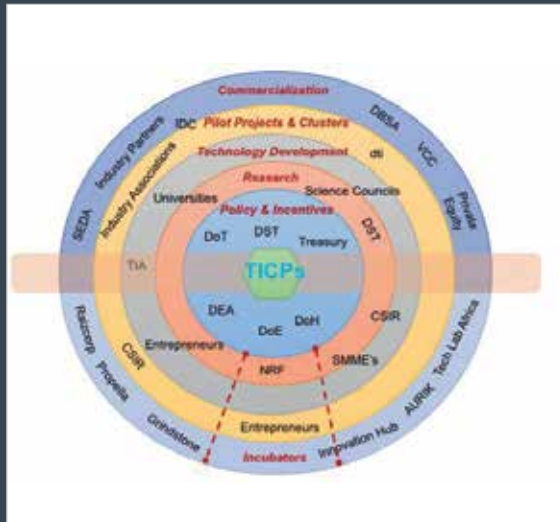 Commercialization
DBSA
VCC
Private Equity
Industry Partners
SEDA
IDC
Pilot Projects & Clusters
dti
Industry Associations
Technology Development
Research
Universities
Science Councils
DST
Policy & Incentives
DoT
DST
Treasury
TIA
TICPs
DEA
DoE
DoH
CSIR
Entrepreneurs
NRF
SMME's
CSIR
Entrepreneurs
Raizcorp
Propella
Grindstone
Incubators
Innovation Hub
AURIK
Tech Lab Africa